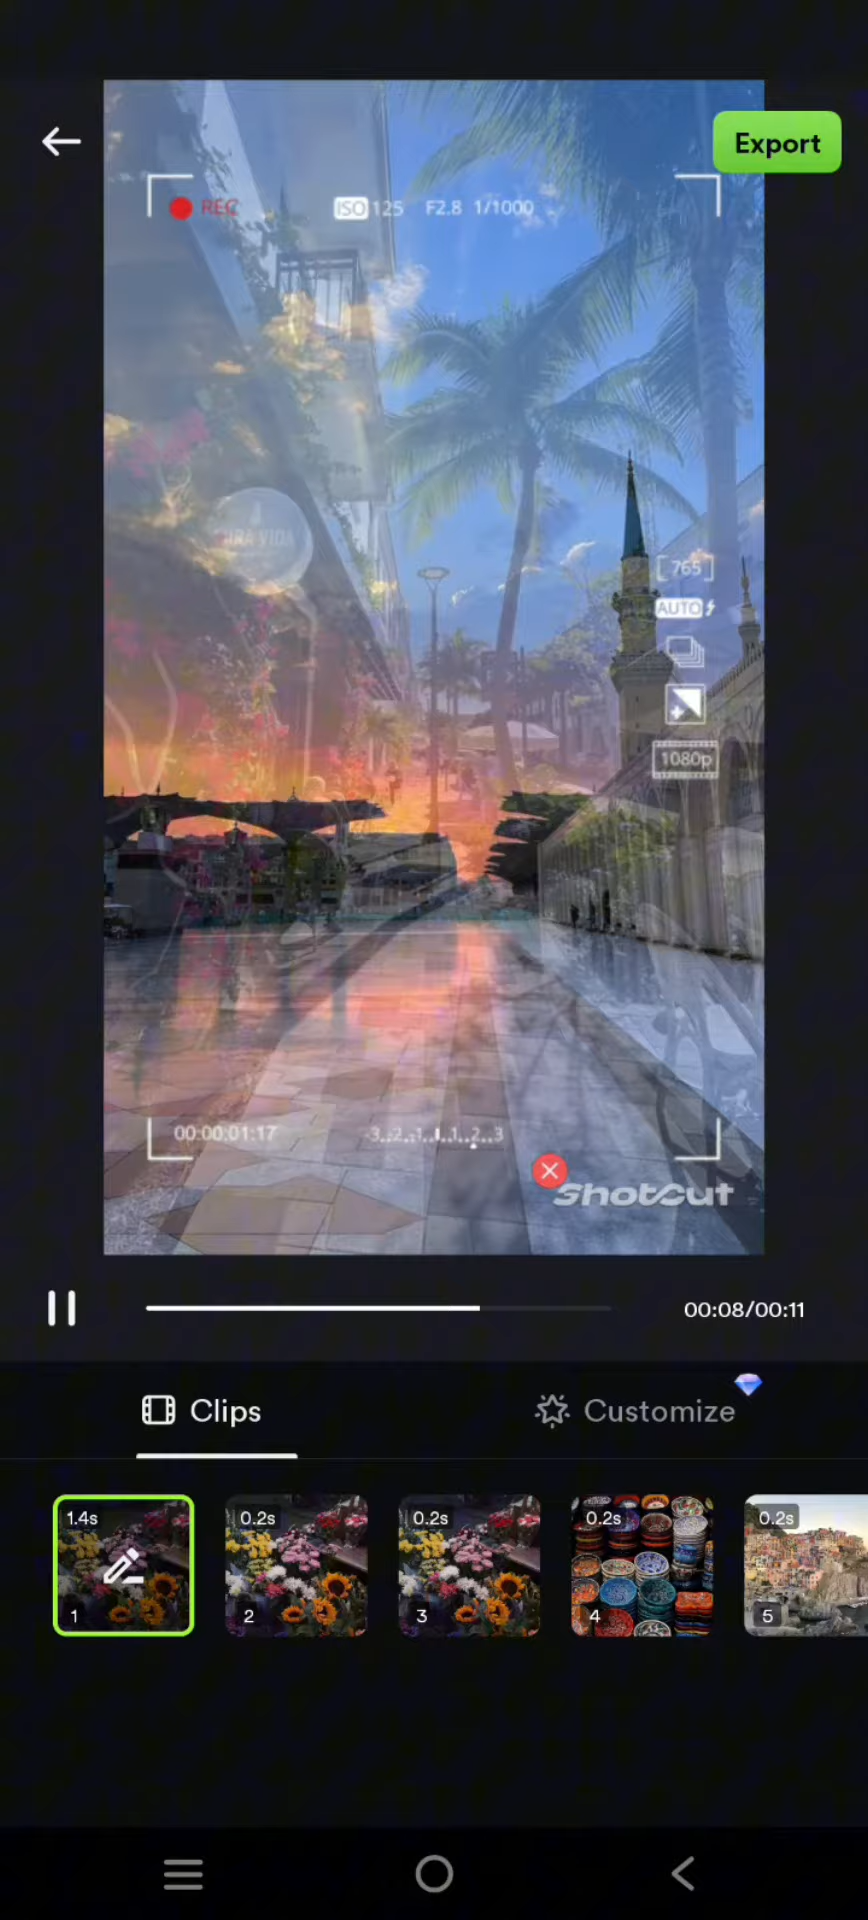 Export
REC
ISO 125 F2.8 1/1000
PURA VIDA
[765]
AUTO
1080p
00:00:01:17
-3..-2..-1..|..1..2..3
ShotCut
00:08/00:11
Clips
Customize
1.4s
0.2s
0.2s
0.2s
0.2s
1
2
3
4
5